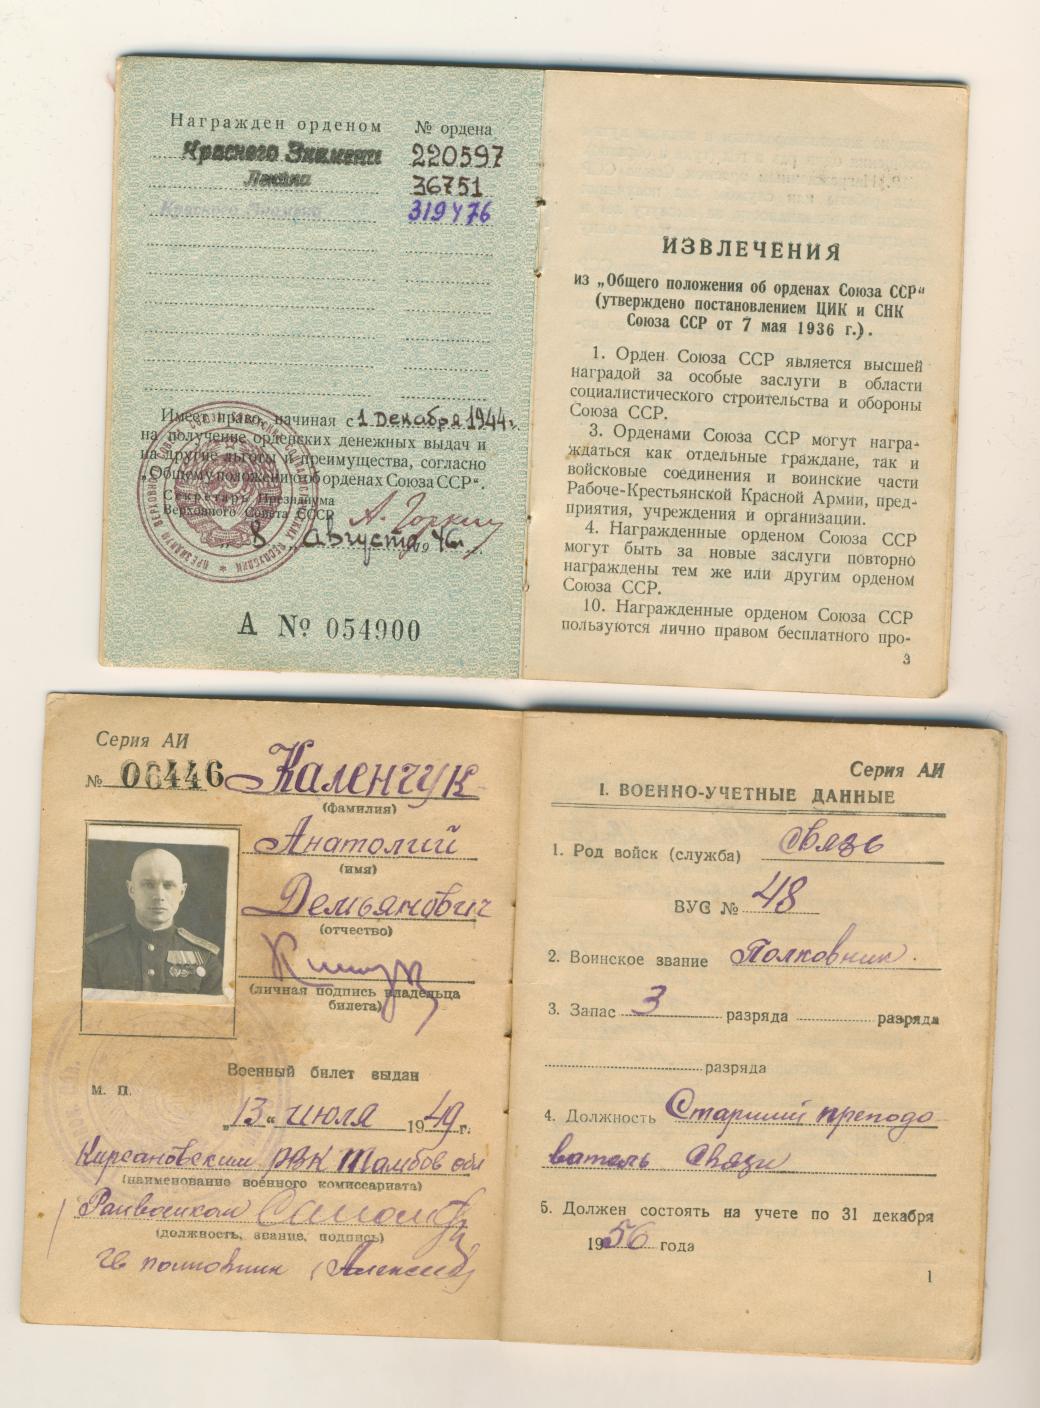 Награжден орденом № ордена
Красного Знамени 220597
Ленина 36751
Красного Знамени 319476
Имеет право, начиная с 1 декабря 1944 г.
на получение орденских денежных выдач и
на другие льготы и преимущества, согласно
„Общему положению об орденах Союза ССР“.
Секретарь Президиума
Верховного Совета СССР А. Горкин
„8“ Августа 1946 г.
А № 054900
ИЗВЛЕЧЕНИЯ
из „Общего положения об орденах Союза ССР“
(утверждено постановлением ЦИК и СНК
Союза ССР от 7 мая 1936 г.).
1. Орден Союза ССР является высшей
наградой за особые заслуги в области
социалистического строительства и обороны
Союза ССР.
3. Орденами Союза ССР могут награ-
ждаться как отдельные граждане, так и
войсковые соединения и воинские части
Рабоче-Крестьянской Красной Армии, пред-
приятия, учреждения и организации.
4. Награжденные орденом Союза ССР
могут быть за новые заслуги повторно
награждены тем же или другим орденом
Союза ССР.
10. Награжденные орденом Союза ССР
пользуются лично правом бесплатного про-
3
Серия АИ
№ 06446
Каленчук
(фамилия)
Анатолий
(имя)
Демьянович
(отчество)
(личная подпись владельца
билета)
Военный билет выдан
М. П.
„13“ июля 1949 г.
Кирсановским РВК Тамбов обл
(наименование военного комиссариата)
Райвоенком
(должность, звание, подпись)
гв полковник
Серия АИ
I. ВОЕННО-УЧЕТНЫЕ ДАННЫЕ
1. Род войск (служба) Связь
ВУС № 48
2. Воинское звание Полковник.
3. Запас 3 разряда разряда
разряда
4. Должность Старший препода-
ватель связи
5. Должен состоять на учете по 31 декабря
1956 года
1